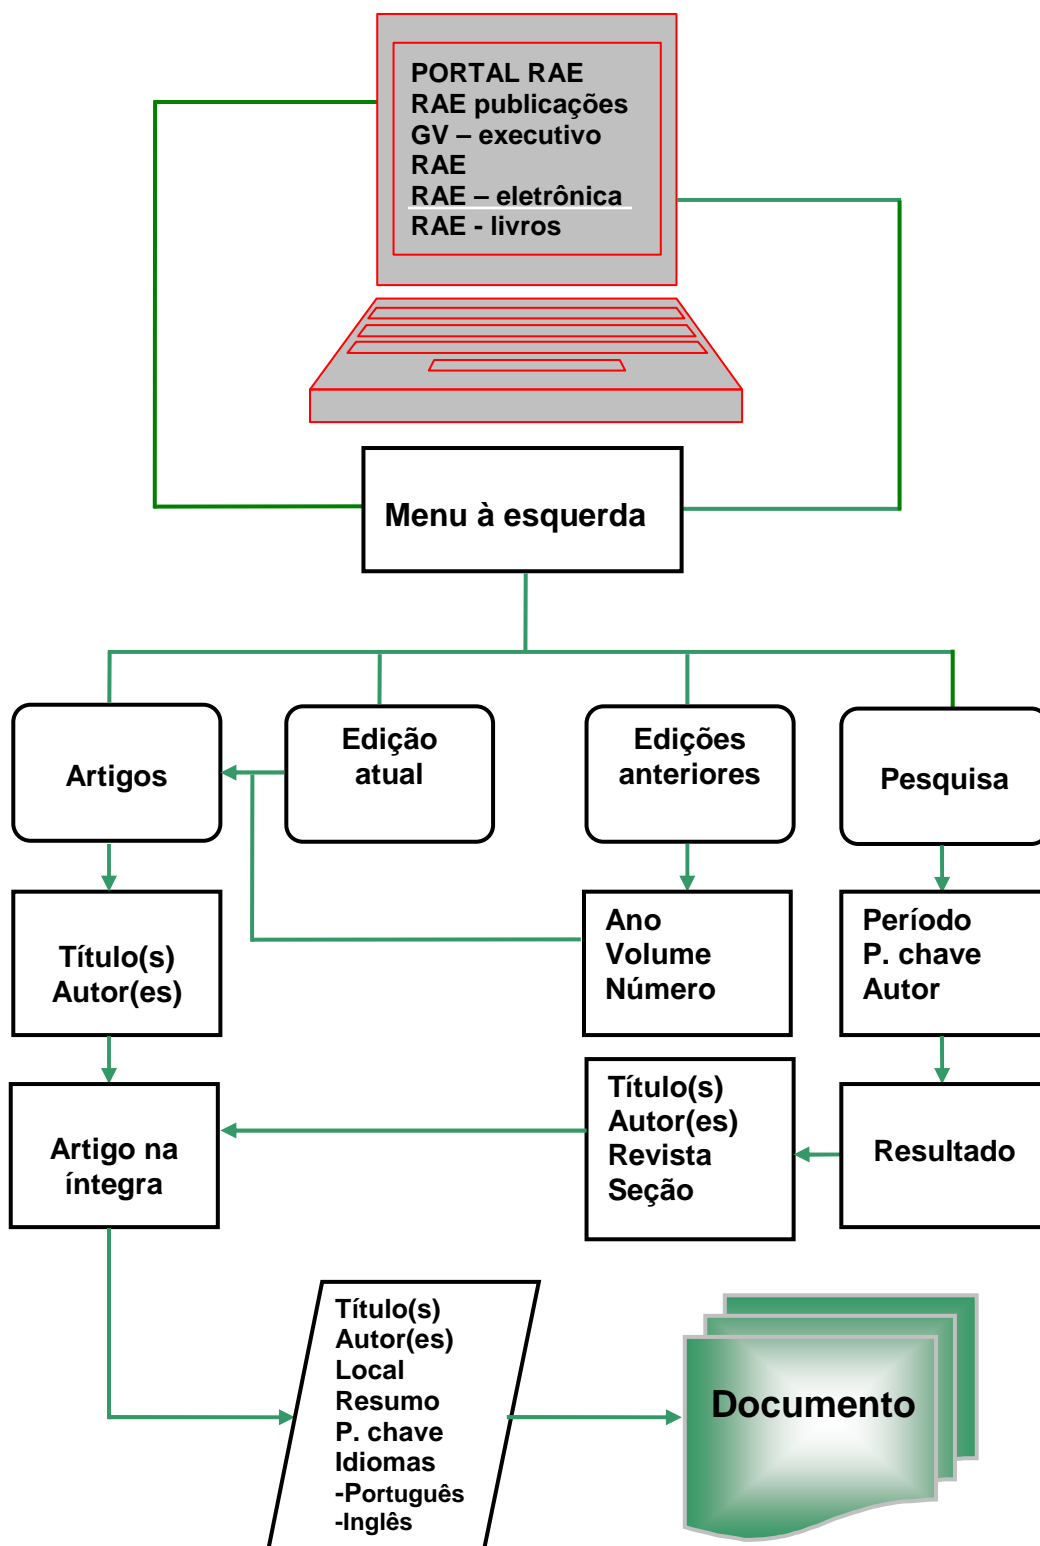 PORTAL RAE
RAE publicações
GV – executivo
RAE
RAE – eletrônica
RAE - livros
Menu à esquerda
Artigos
Edição
atual
Edições
anteriores
Pesquisa
Título(s)
Autor(es)
Ano
Volume
Número
Período
P. chave
Autor
Artigo na
íntegra
Título(s)
Autor(es)
Revista
Seção
Resultado
Título(s)
Autor(es)
Local
Resumo
P. chave
Idiomas
-Português
-Inglês
Documento